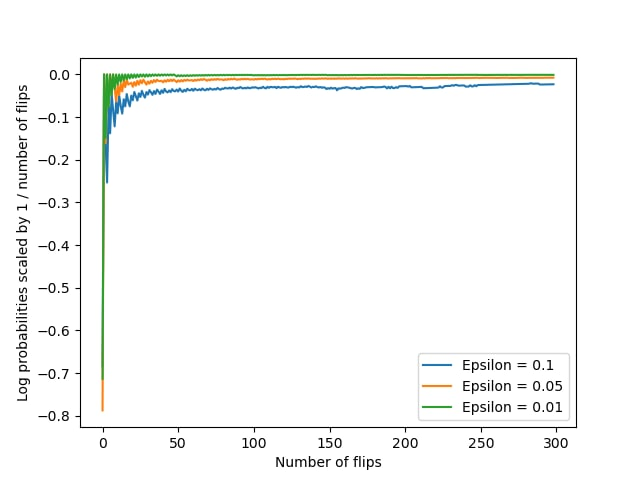 0.0
−0.1
−0.2
−0.3
−0.4
−0.5
−0.6
−0.7
−0.8
Log probabilities scaled by 1 / number of flips
Epsilon = 0.1
Epsilon = 0.05
Epsilon = 0.01
0 50 100 150 200 250 300
Number of flips